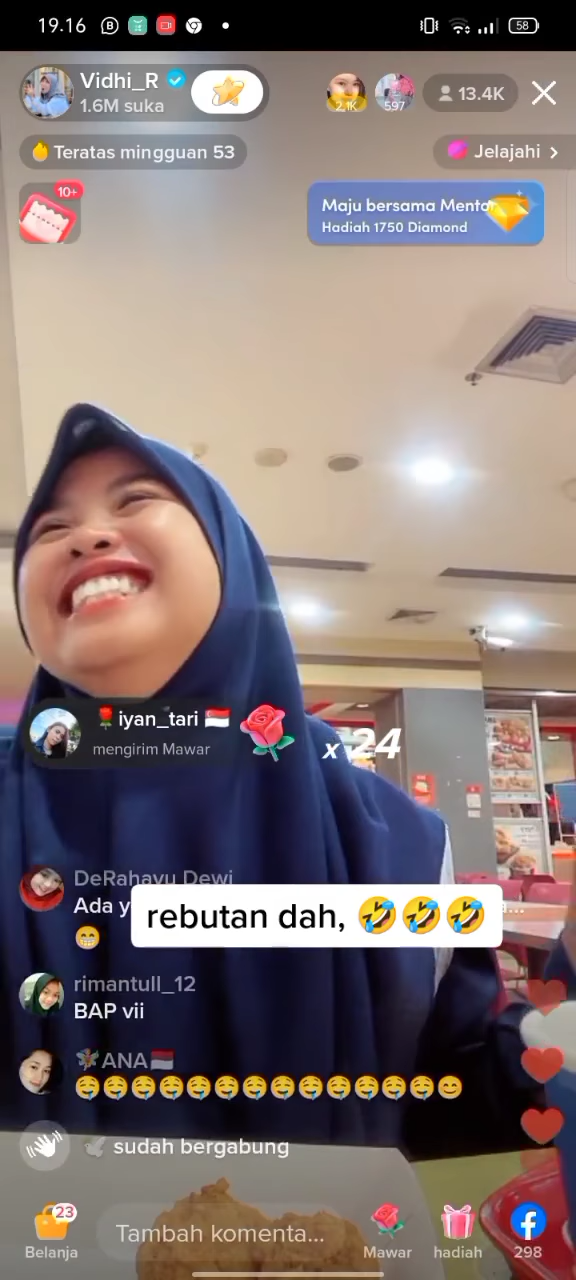 19.16
58
Vidhi_R
1.6M suka
2,1K
597
13.4K
Teratas mingguan 53
Jelajahi >
10+
Maju bersama Mentor
Hadiah 1750 Diamond
🌹iyan_tari 🇸🇬
mengirim Mawar
x 24
DeRahayu Dewi
Ada
rebutan dah, 🤣🤣🤣
😁
rimantull_12
BAP vii
🧚ANA🇮🇩
🤤🤤🤤🤤🤤🤤🤤🤤🤤🤤🤤🤤🤤😄
🕊️ sudah bergabung
23
Tambah komenta...
Belanja
Mawar
hadiah
298